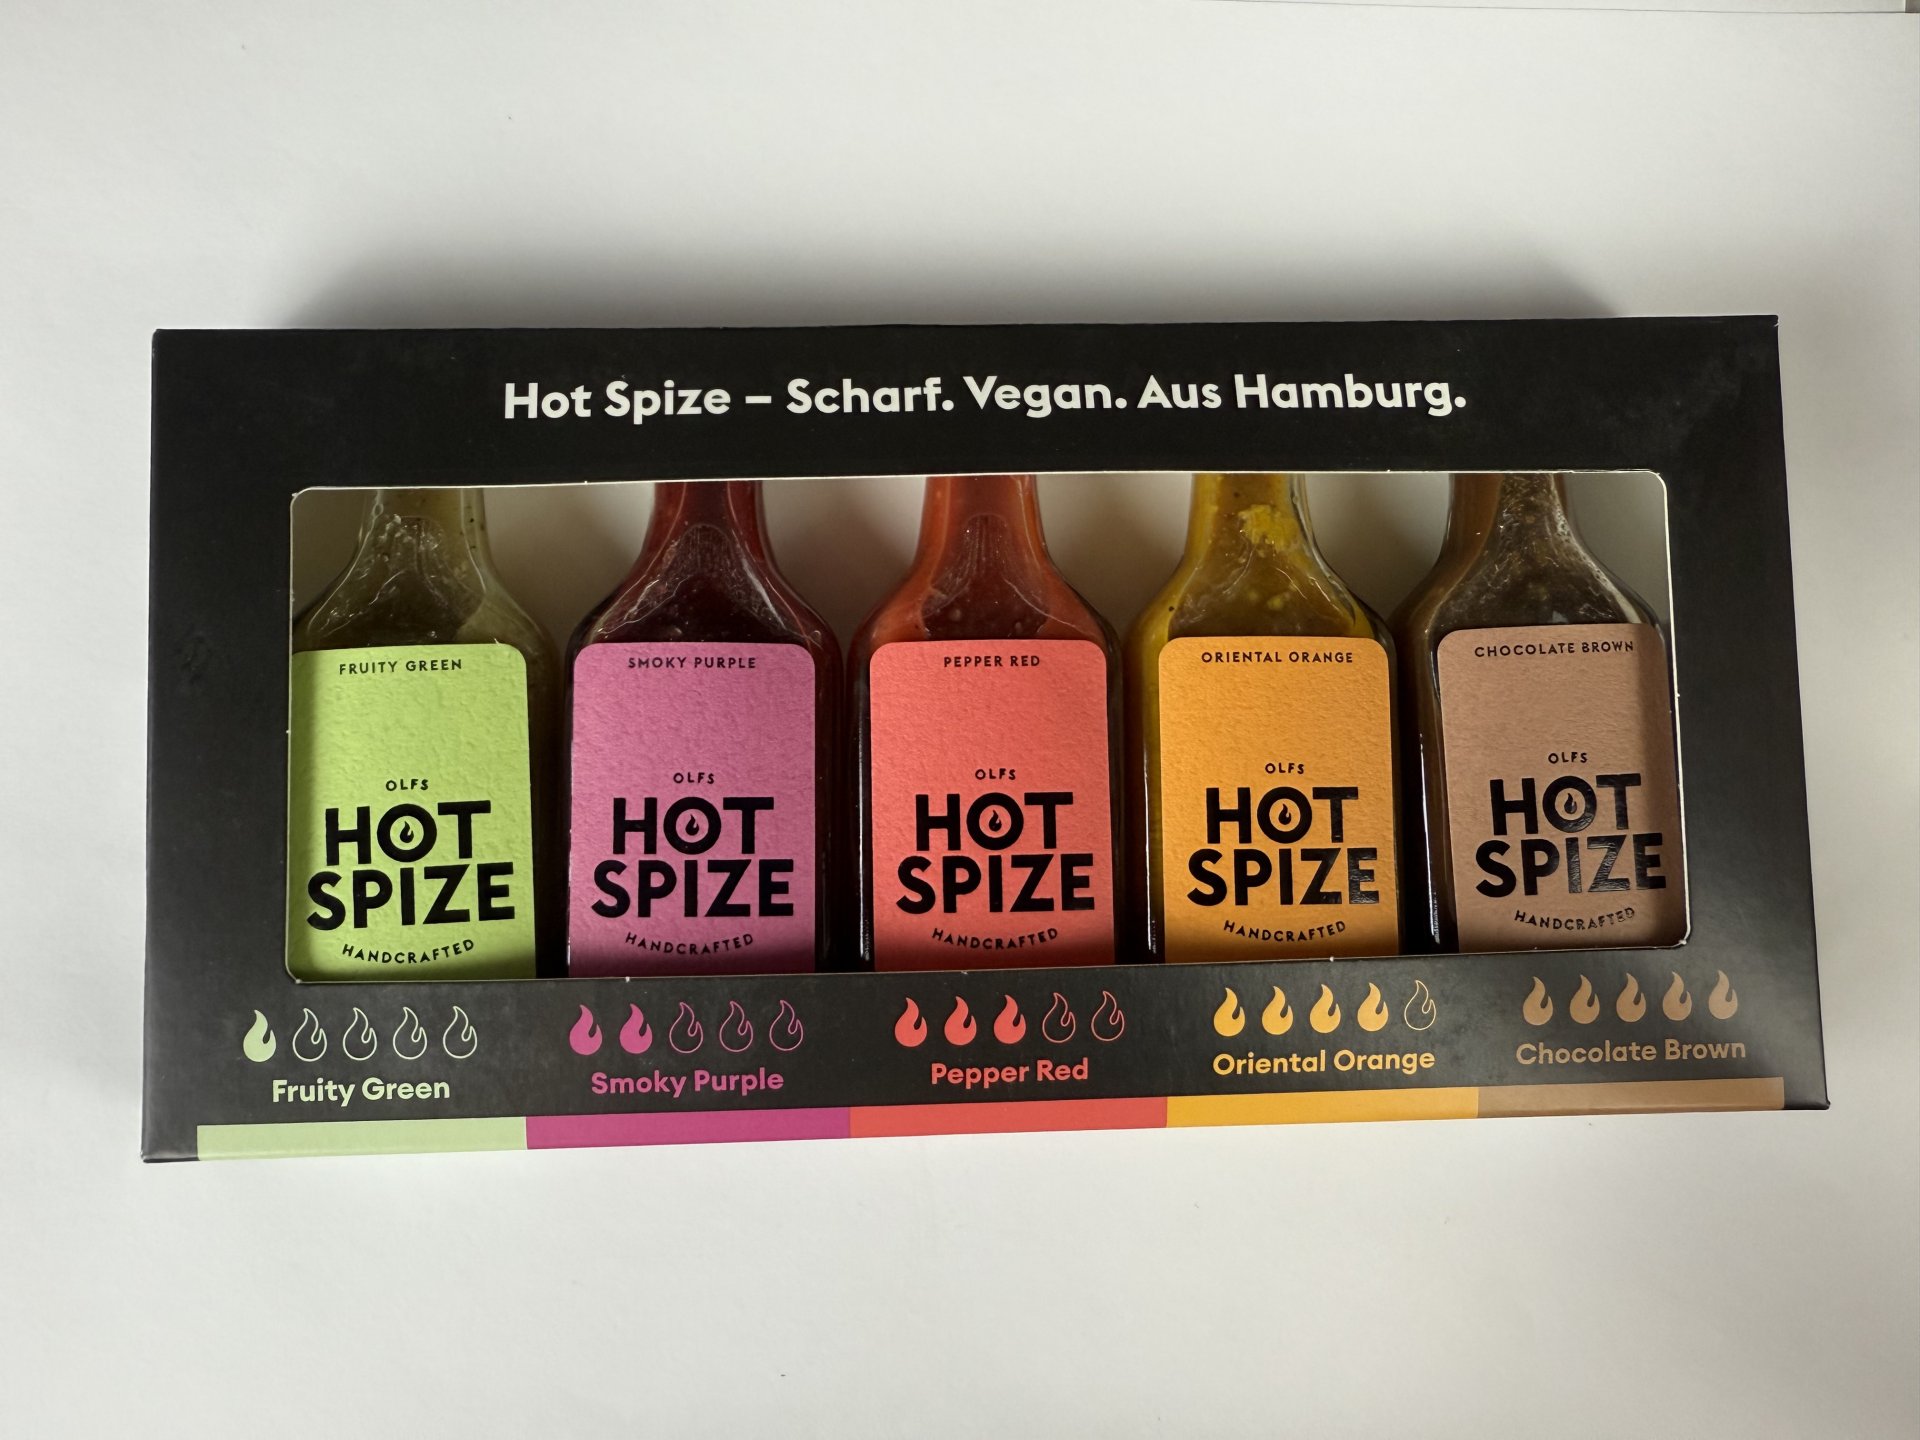 Hot Spize – Scharf. Vegan. Aus Hamburg.
FRUITY GREEN
OLFS
HOT
SPIZE
HANDCRAFTED
SMOKY PURPLE
OLFS
HOT
SPIZE
HANDCRAFTED
PEPPER RED
OLFS
HOT
SPIZE
HANDCRAFTED
ORIENTAL ORANGE
OLFS
HOT
SPIZE
HANDCRAFTED
CHOCOLATE BROWN
OLFS
HOT
SPIZE
HANDCRAFTED
Fruity Green
Smoky Purple
Pepper Red
Oriental Orange
Chocolate Brown